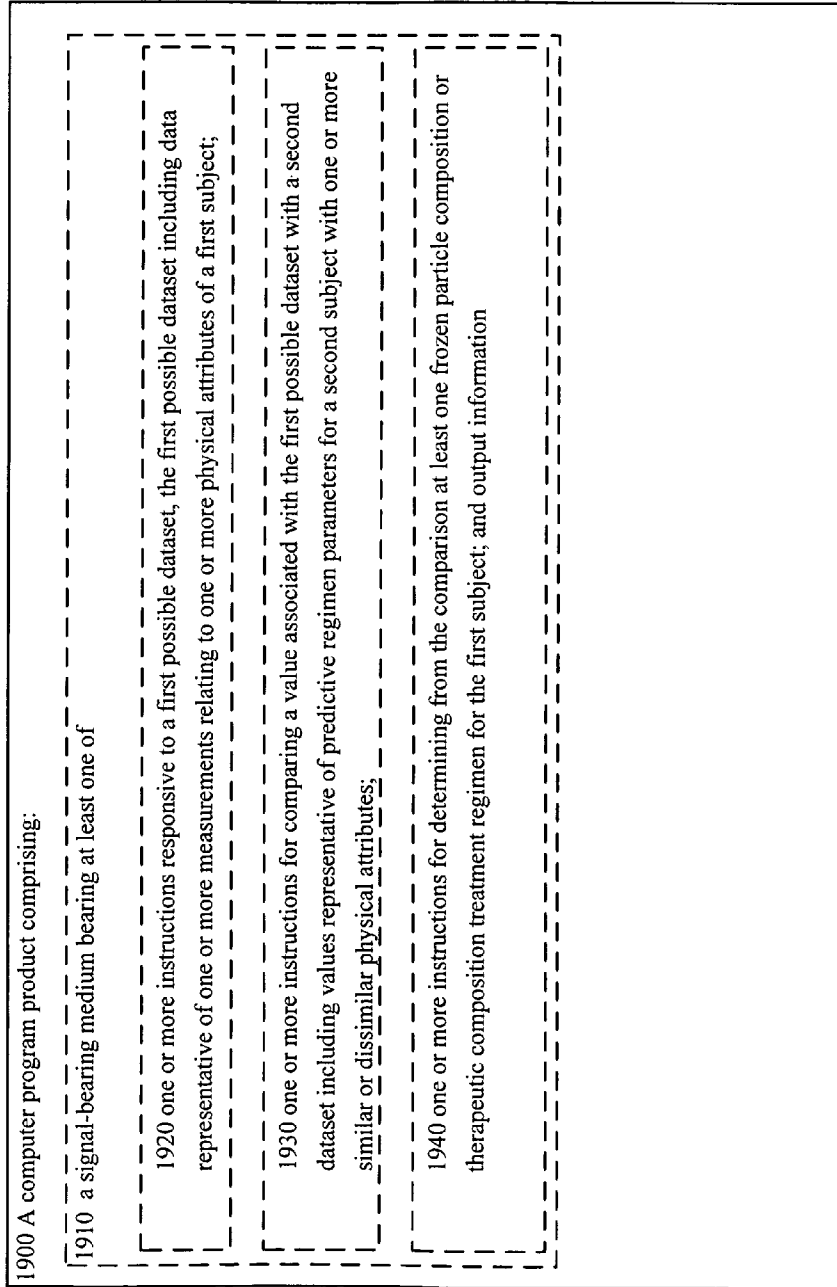 1900 A computer program product comprising:
1910 a signal-bearing medium bearing at least one of
1920 one or more instructions responsive to a first possible dataset, the first possible dataset including data
representative of one or more measurements relating to one or more physical attributes of a first subject;
1930 one or more instructions for comparing a value associated with the first possible dataset with a second
dataset including values representative of predictive regimen parameters for a second subject with one or more
similar or dissimilar physical attributes;
1940 one or more instructions for determining from the comparison at least one frozen particle composition or
therapeutic composition treatment regimen for the first subject; and output information